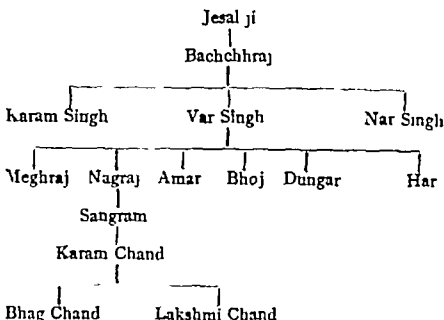 Jesal ji
Bachchhraj
Karam Singh Var Singh Nar Singh
Meghraj Nagraj Amar Bhoj Dungar Har
Sangram
Karam Chand
Bhag Chand Lakshmi Chand